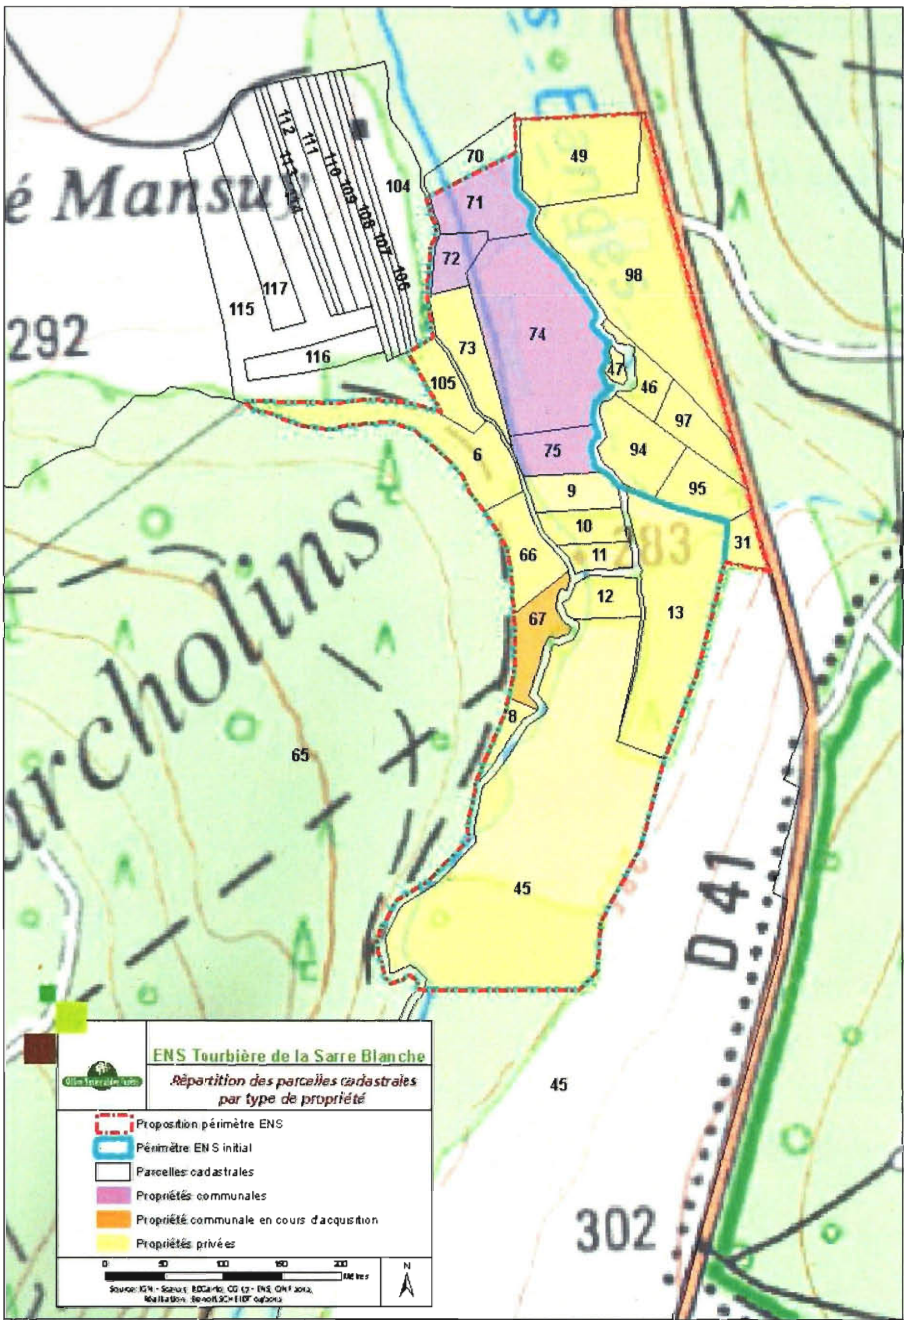 s - Etangs
é Mansuy
292
archolins
283
D 41
302
49
70
71
104
112
111
113
114
110
109
108
107
106
72
98
74
115
117
116
73
105
47
46
97
94
95
75
6
9
10
11
31
66
12
13
67
8
65
45
45
ENS Tourbière de la Sarre Blanche
Répartition des parcelles cadastrales
par type de propriété
Proposition périmètre ENS
Périmètre ENS initial
Parcelles cadastrales
Propriétés communales
Propriété communale en cours d'acquisition
Propriétés privées
0 50 100 150 200
Mètres
N